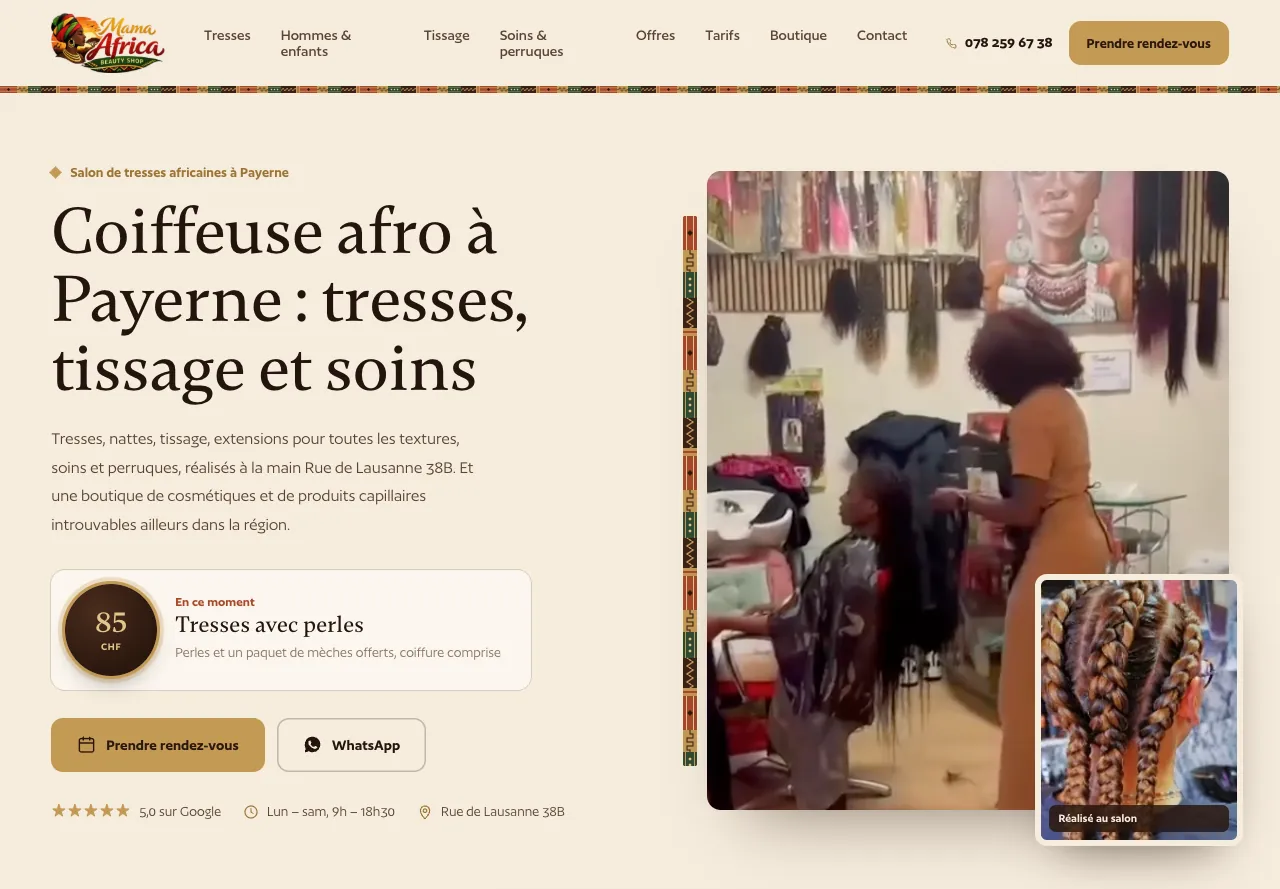 Mama
Africa
BEAUTY SHOP
Tresses
Hommes &
enfants
Tissage
Soins &
perruques
Offres
Tarifs
Boutique
Contact
078 259 67 38
Prendre rendez-vous
Salon de tresses africaines à Payerne
Coiffeuse afro à
Payerne : tresses,
tissage et soins
Tresses, nattes, tissage, extensions pour toutes les textures,
soins et perruques, réalisés à la main Rue de Lausanne 38B. Et
une boutique de cosmétiques et de produits capillaires
introuvables ailleurs dans la région.
85
CHF
En ce moment
Tresses avec perles
Perles et un paquet de mèches offerts, coiffure comprise
Prendre rendez-vous
WhatsApp
5,0 sur Google
Lun – sam, 9h – 18h30
Rue de Lausanne 38B
Réalisé au salon